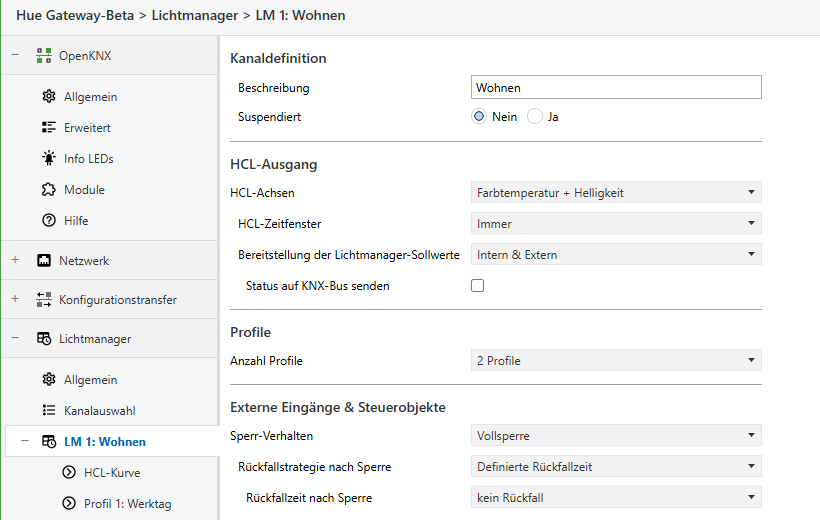 Hue Gateway-Beta > Lichtmanager > LM 1: Wohnen
OpenKNX
Allgemein
Erweitert
Info LEDs
Module
Hilfe
Netzwerk
Konfigurationstransfer
Lichtmanager
Allgemein
Kanalauswahl
LM 1: Wohnen
HCL-Kurve
Profil 1: Werktag
Kanaldefinition
Beschreibung Wohnen
Suspendiert Nein Ja
HCL-Ausgang
HCL-Achsen Farbtemperatur + Helligkeit
HCL-Zeitfenster Immer
Bereitstellung der Lichtmanager-Sollwerte Intern & Extern
Status auf KNX-Bus senden
Profile
Anzahl Profile 2 Profile
Externe Eingänge & Steuerobjekte
Sperr-Verhalten Vollsperre
Rückfallstrategie nach Sperre Definierte Rückfallzeit
Rückfallzeit nach Sperre kein Rückfall